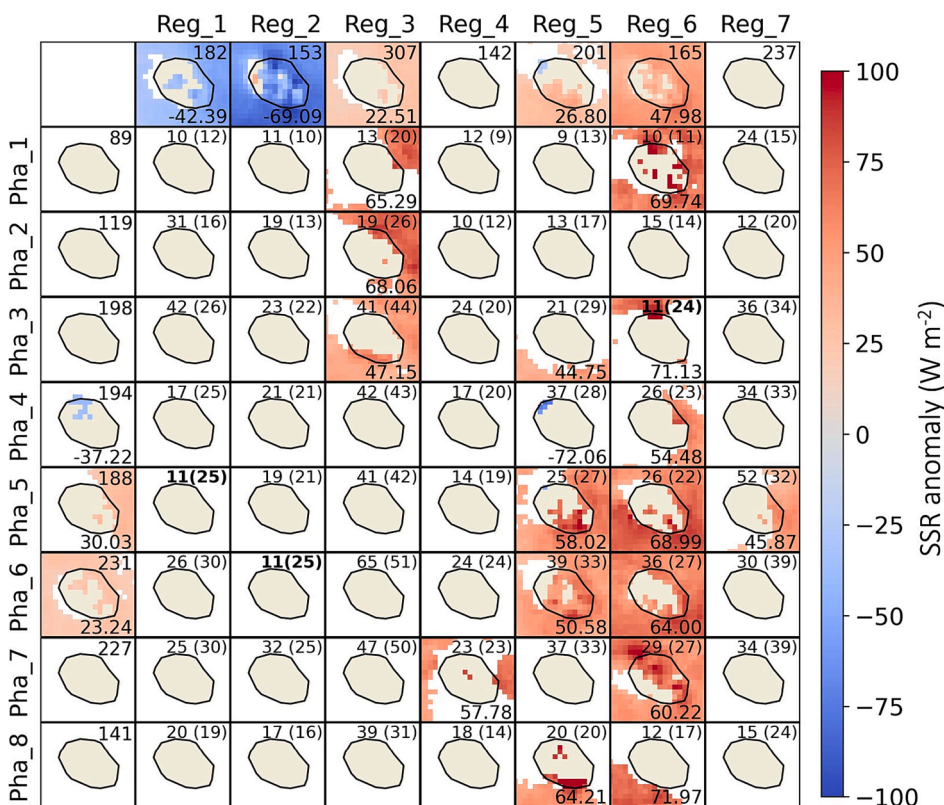 Reg_1 Reg_2 Reg_3 Reg_4 Reg_5 Reg_6 Reg_7
182 153 307 142 201 165 237
-42.39 -69.09 22.51 26.80 47.98
Pha_1 89 10 (12) 11 (10) 13 (20) 12 (9) 9 (13) 10 (11) 24 (15)
65.29 69.74
Pha_2 119 31 (16) 19 (13) 19 (26) 10 (12) 13 (17) 15 (14) 12 (20)
68.06
Pha_3 198 42 (26) 23 (22) 41 (44) 24 (20) 21 (29) 11(24) 36 (34)
47.15 44.75 71.13
Pha_4 194 17 (25) 21 (21) 42 (43) 17 (20) 37 (28) 26 (23) 34 (33)
-37.22 -72.06 54.48
Pha_5 188 11(25) 19 (21) 41 (42) 14 (19) 25 (27) 26 (22) 52 (32)
30.03 58.02 68.99 45.87
Pha_6 231 26 (30) 11(25) 65 (51) 24 (24) 39 (33) 36 (27) 30 (39)
23.24 50.58 64.00
Pha_7 227 25 (30) 32 (25) 47 (50) 23 (23) 37 (33) 29 (27) 34 (39)
57.78 60.22
Pha_8 141 20 (19) 17 (16) 39 (31) 18 (14) 20 (20) 12 (17) 15 (24)
64.21 71.97
100
75
50
25
0
−25
−50
−75
−100
SSR anomaly (W m⁻²)